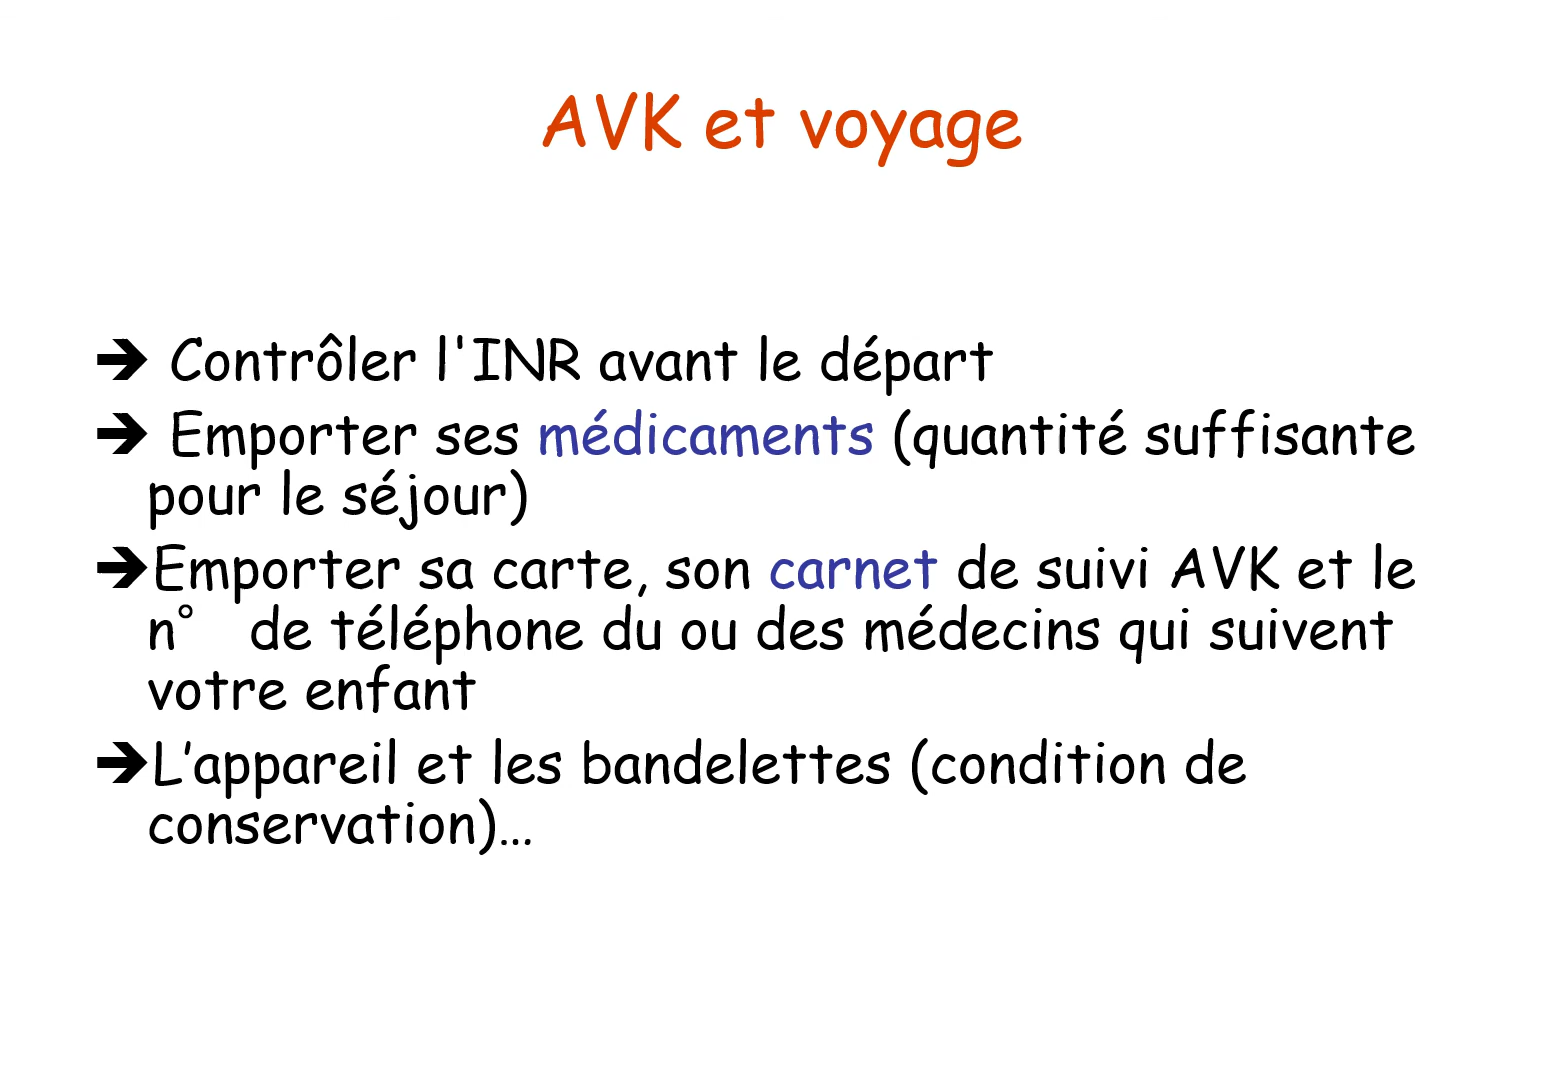 AVK et voyage
➔ Contrôler l'INR avant le départ
➔ Emporter ses médicaments (quantité suffisante
pour le séjour)
➔Emporter sa carte, son carnet de suivi AVK et le
n° de téléphone du ou des médecins qui suivent
votre enfant
➔L’appareil et les bandelettes (condition de
conservation)…